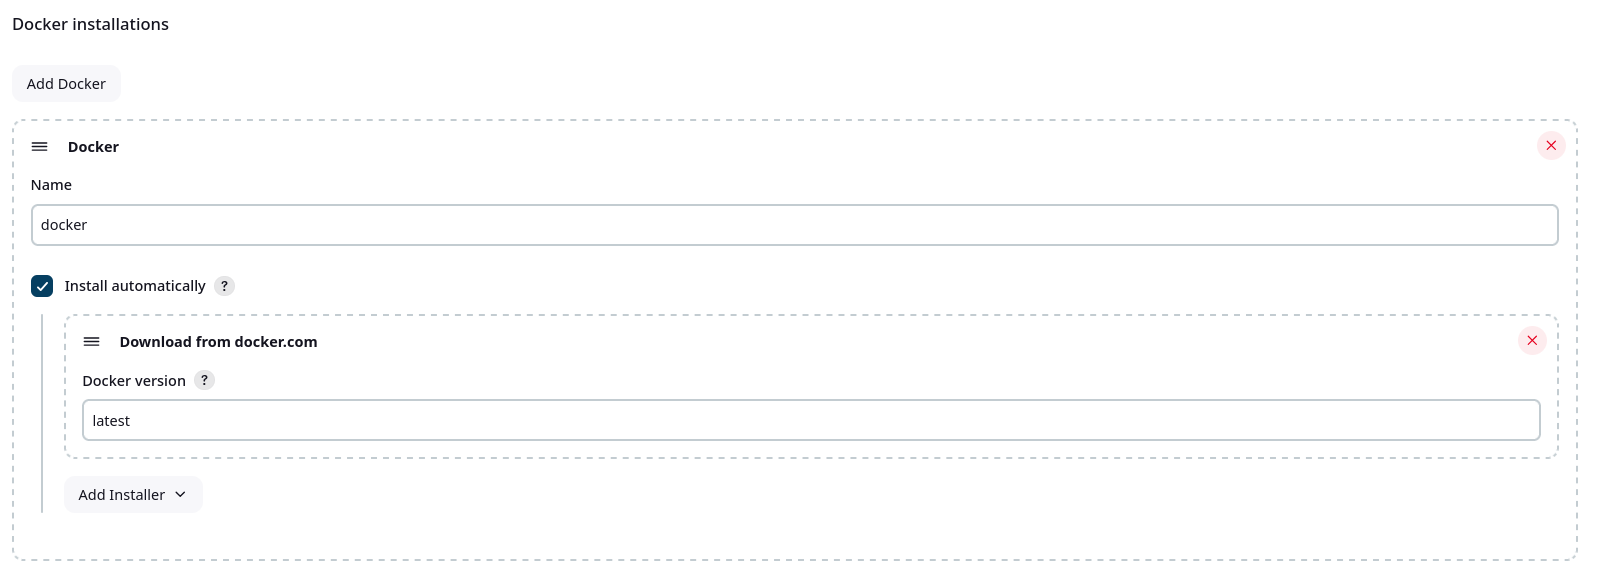 Docker installations
Add Docker
Docker
Name
docker
Install automatically ?
Download from docker.com
Docker version ?
latest
Add Installer